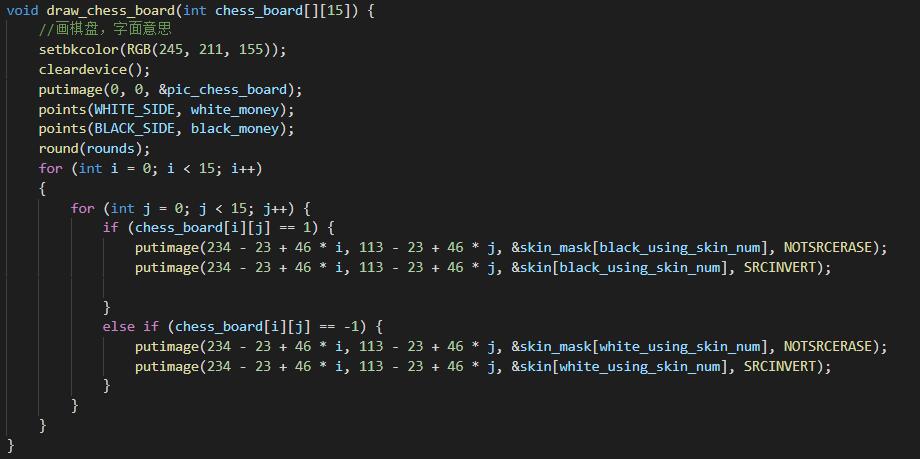 void draw_chess_board(int chess_board[][15]) {
    //画棋盘，字面意思
    setbkcolor(RGB(245, 211, 155));
    cleardevice();
    putimage(0, 0, &pic_chess_board);
    points(WHITE_SIDE, white_money);
    points(BLACK_SIDE, black_money);
    round(rounds);
    for (int i = 0; i < 15; i++)
    {
        for (int j = 0; j < 15; j++) {
            if (chess_board[i][j] == 1) {
                putimage(234 - 23 + 46 * i, 113 - 23 + 46 * j, &skin_mask[black_using_skin_num], NOTSRCERASE);
                putimage(234 - 23 + 46 * i, 113 - 23 + 46 * j, &skin[black_using_skin_num], SRCINVERT);
            }
            else if (chess_board[i][j] == -1) {
                putimage(234 - 23 + 46 * i, 113 - 23 + 46 * j, &skin_mask[white_using_skin_num], NOTSRCERASE);
                putimage(234 - 23 + 46 * i, 113 - 23 + 46 * j, &skin[white_using_skin_num], SRCINVERT);
            }
        }
    }
}